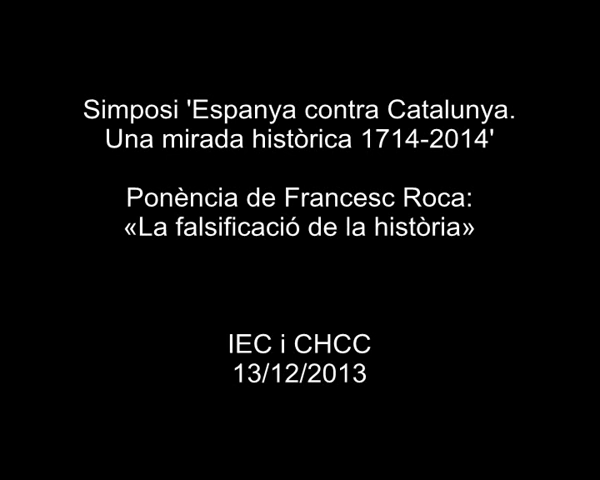 Simposi 'Espanya contra Catalunya.
Una mirada històrica 1714-2014'
Ponència de Francesc Roca:
«La falsificació de la història»
IEC i CHCC
13/12/2013